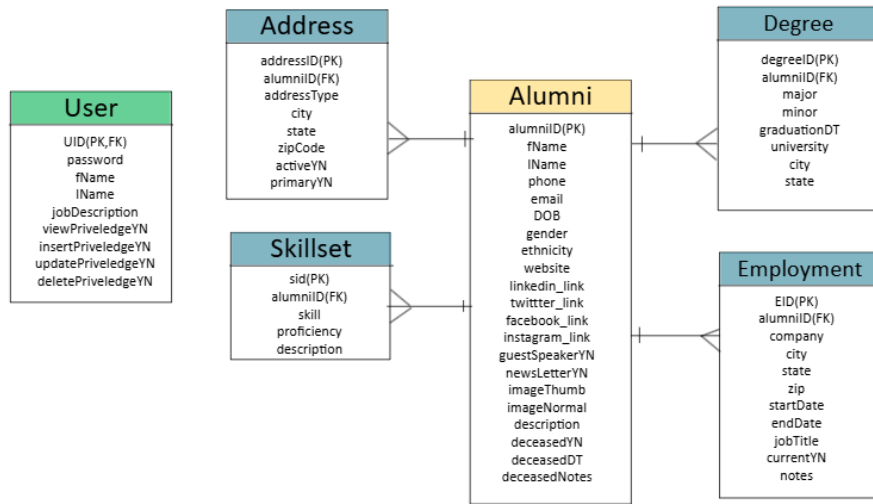 User
UID(PK,FK)
password
fName
lName
jobDescription
viewPriveledgeYN
insertPriveledgeYN
updatePriveledgeYN
deletePriveledgeYN
Address
addressID(PK)
alumniID(FK)
addressType
city
state
zipCode
activeYN
primaryYN
Skillset
sid(PK)
alumniID(FK)
skill
proficiency
description
Alumni
alumniID(PK)
fName
lName
phone
email
DOB
gender
ethnicity
website
linkedin_link
twittter_link
facebook_link
instagram_link
guestSpeakerYN
newsLetterYN
imageThumb
imageNormal
description
deceasedYN
deceasedDT
deceasedNotes
Degree
degreeID(PK)
alumniID(FK)
major
minor
graduationDT
university
city
state
Employment
EID(PK)
alumniID(FK)
company
city
state
zip
startDate
endDate
jobTitle
currentYN
notes